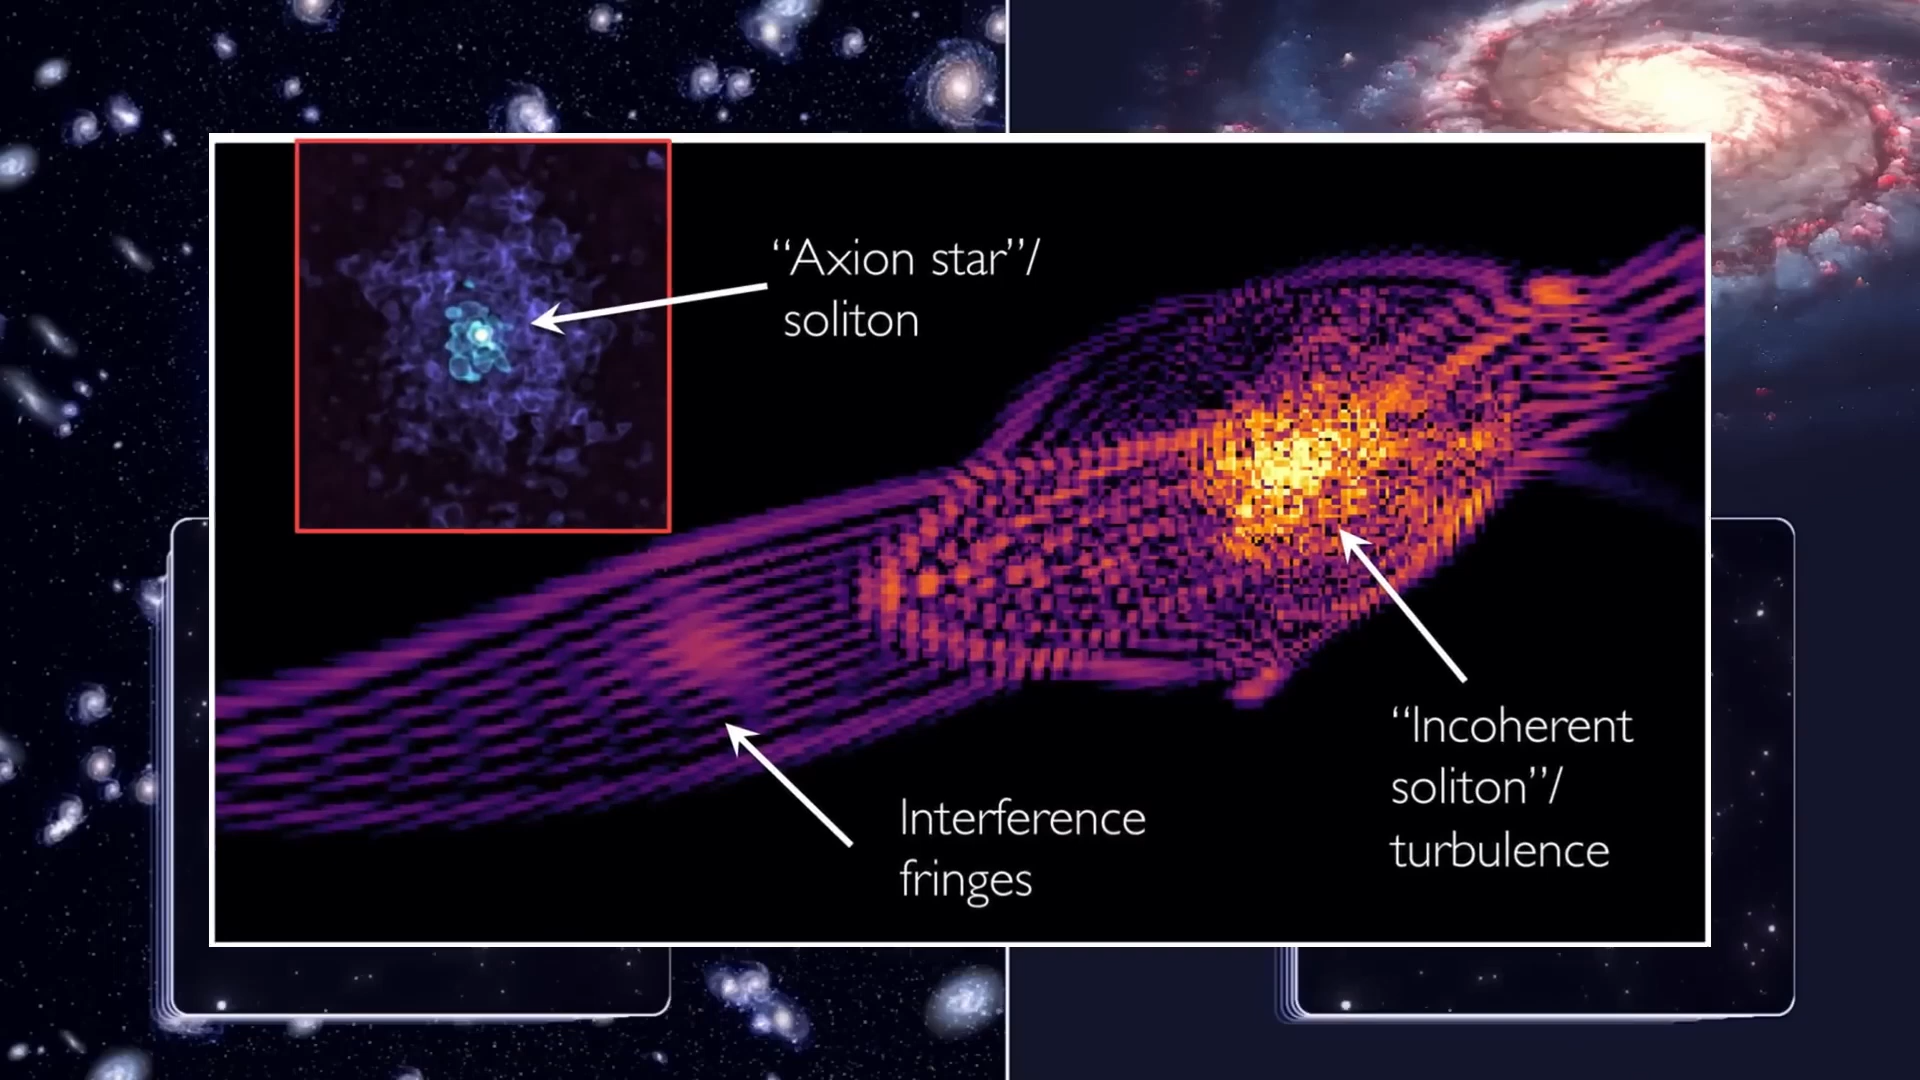 “Axion star”/
soliton
“Incoherent
soliton”/
turbulence
Interference
fringes